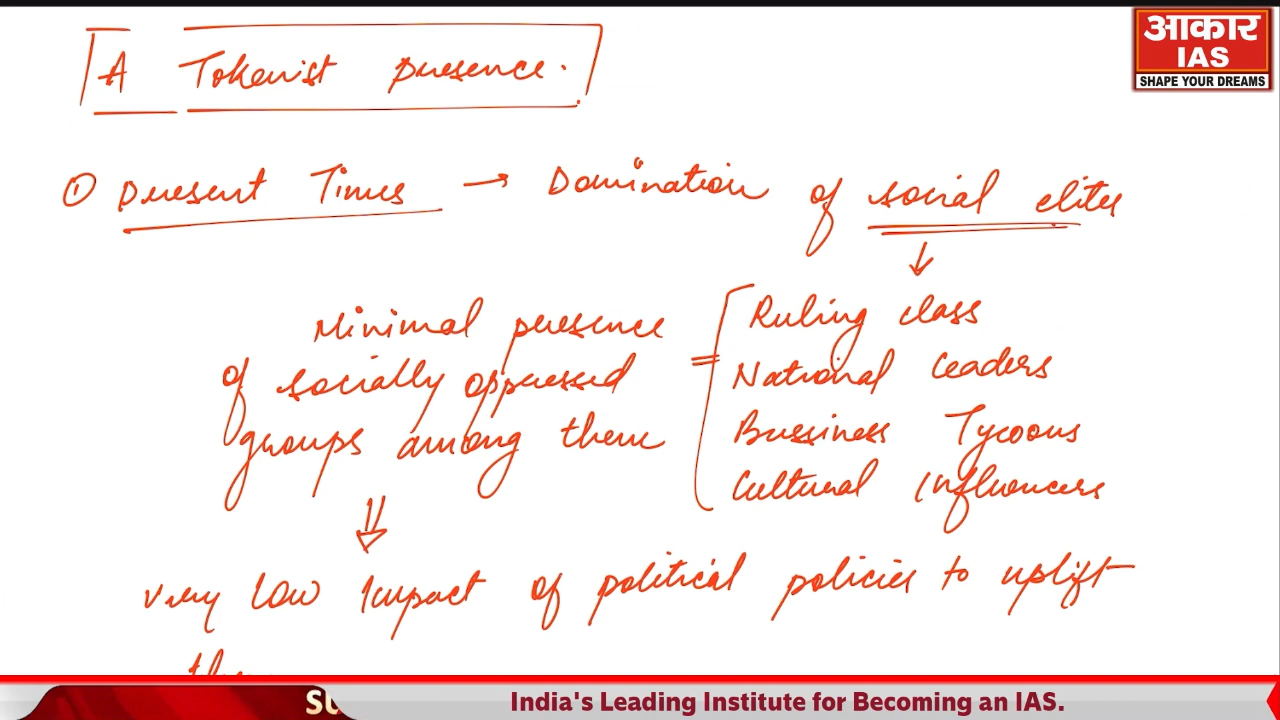 आकार
IAS
SHAPE YOUR DREAMS
A Tokenist presence.
① present Times → Domination of social elites
↓
Minimal presence
of socially oppressed
groups among them
=
Ruling class
National leaders
Bussiness Tycoons
Cultural influencers
⇓
very low impact of political policies to uplift
India's Leading Institute for Becoming an IAS.